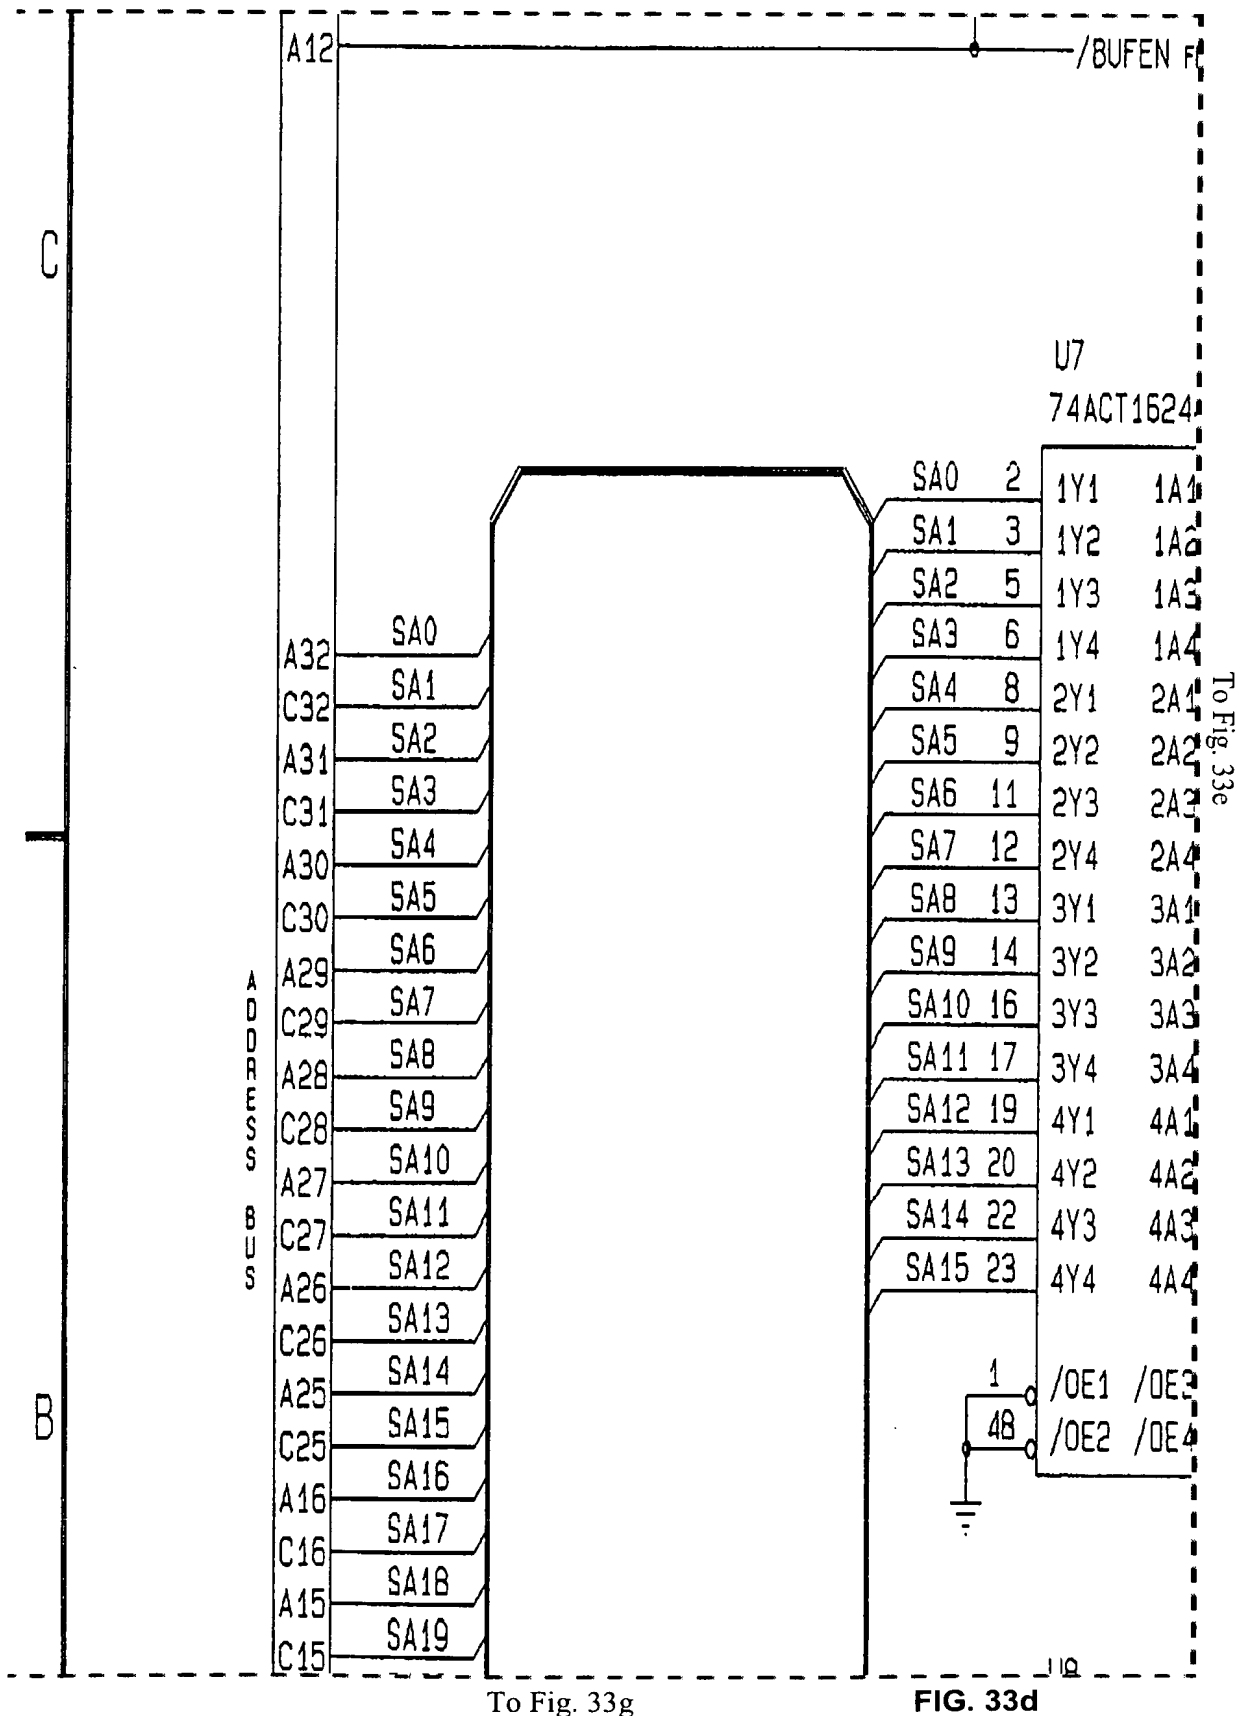 A12
/BUFEN
C
U7
74ACT1624
SA0 2 1Y1 1A1
SA1 3 1Y2 1A2
SA2 5 1Y3 1A3
SA3 6 1Y4 1A4
SA4 8 2Y1 2A1
SA5 9 2Y2 2A2
SA6 11 2Y3 2A3
SA7 12 2Y4 2A4
SA8 13 3Y1 3A1
SA9 14 3Y2 3A2
SA10 16 3Y3 3A3
SA11 17 3Y4 3A4
SA12 19 4Y1 4A1
SA13 20 4Y2 4A2
SA14 22 4Y3 4A3
SA15 23 4Y4 4A4
1 /OE1 /OE3
48 /OE2 /OE4
To Fig. 33e
A32 SA0
C32 SA1
A31 SA2
C31 SA3
A30 SA4
C30 SA5
A29 SA6
C29 SA7
A28 SA8
C28 SA9
A27 SA10
C27 SA11
A26 SA12
C26 SA13
A25 SA14
C25 SA15
A16 SA16
C16 SA17
A15 SA18
C15 SA19
ADDRESS BUS
B
To Fig. 33g
FIG. 33d